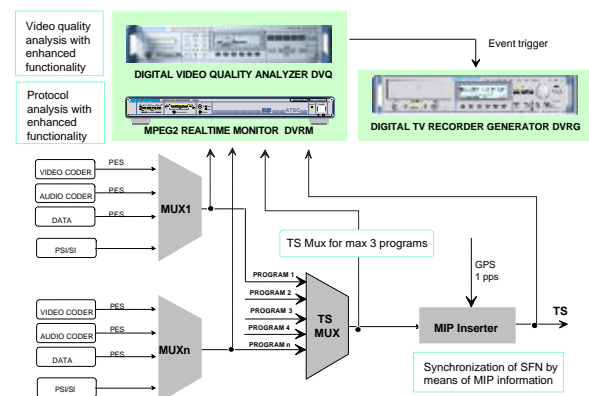 Video quality
analysis with
enhanced
functionality
DIGITAL VIDEO QUALITY ANALYZER DVQ
Event trigger
Protocol
analysis with
enhanced
functionality
MPEG2 REALTIME MONITOR DVRM
DIGITAL TV RECORDER GENERATOR DVRG
VIDEO CODER
PES
AUDIO CODER
PES
DATA
PES
PSI/SI
MUX1
TS Mux for max 3 programs
GPS
1 pps
PROGRAM 1
PROGRAM 2
PROGRAM 3
PROGRAM 4
PROGRAM n
TS
MUX
MIP Inserter
TS
VIDEO CODER
PES
AUDIO CODER
PES
DATA
PES
PSI/SI
MUXn
Synchronization of SFN by
means of MIP information